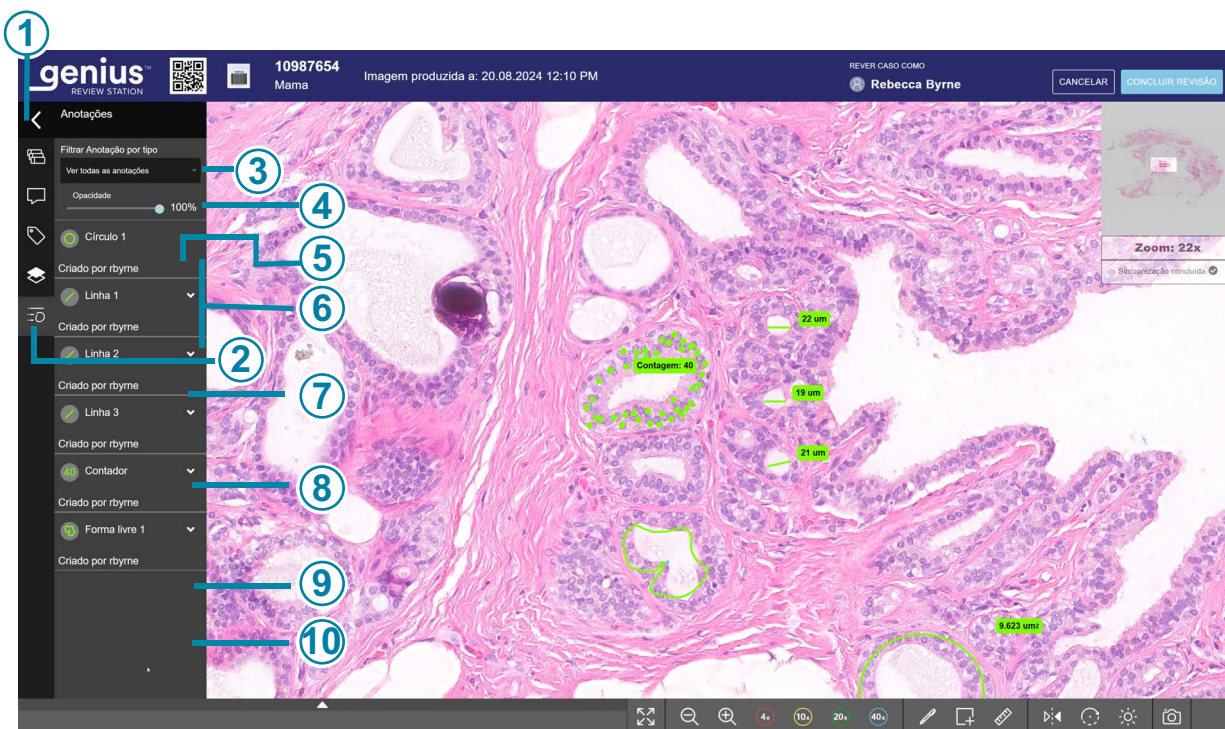 1
genius™
REVIEW STATION
10987654
Mama
Imagem produzida a: 20.08.2024 12:10 PM
REVER CASO COMO
Rebecca Byrne
CANCELAR
CONCLUIR REVISÃO
Anotações
Filtrar Anotação por tipo
Ver todas as anotações
3
Opacidade
100%
4
Círculo 1
5
Criado por rbyrne
Linha 1
6
Criado por rbyrne
Linha 2
2
Criado por rbyrne
7
Linha 3
Criado por rbyrne
40 Contador
8
Criado por rbyrne
Forma livre 1
Criado por rbyrne
9
10
Zoom: 22x
Sincronização concluída
22 um
Contagem: 40
19 um
21 um
9.623 um2
4x
10x
20x
40x